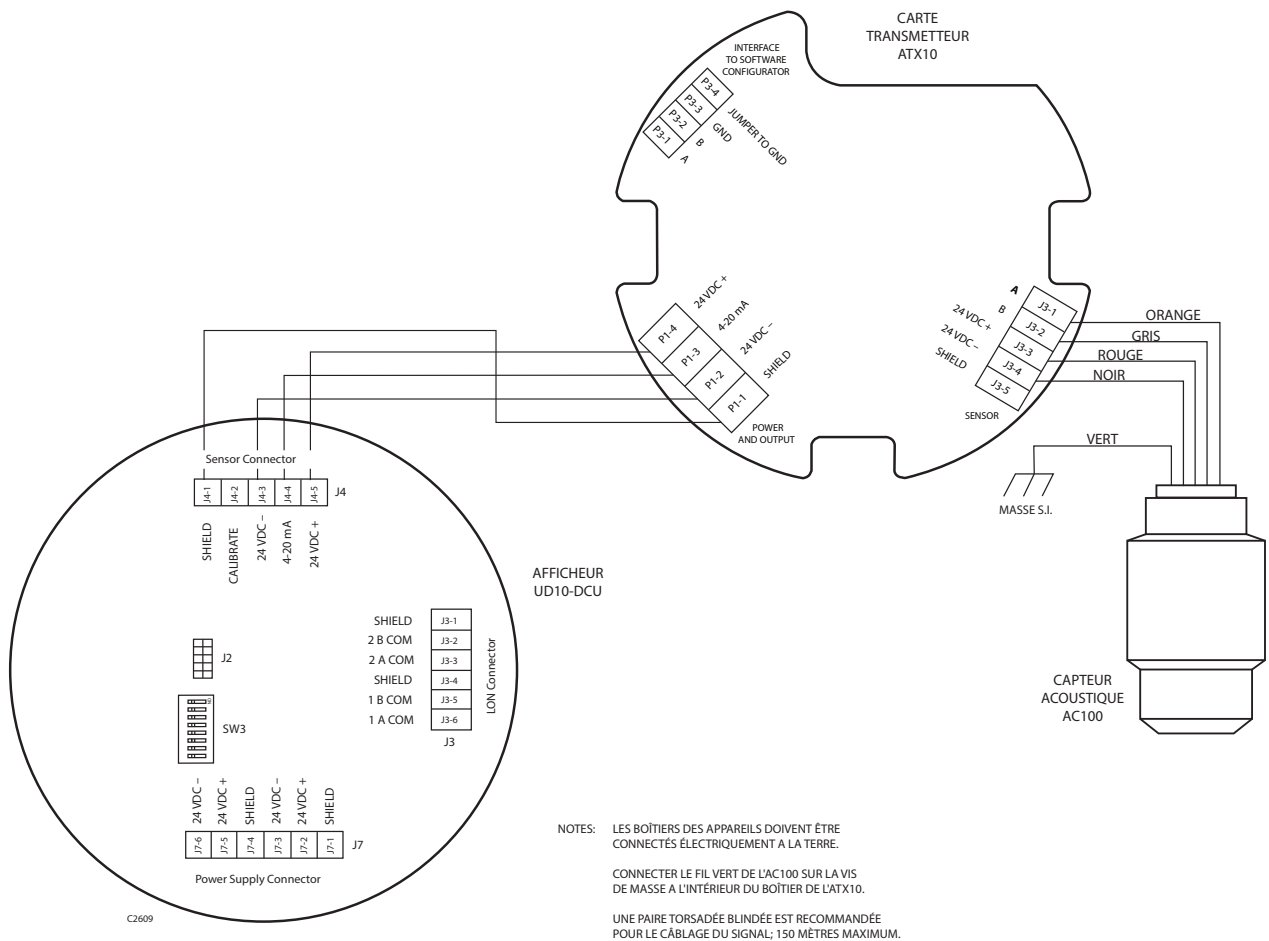 CARTE
TRANSMETTEUR
ATX10
INTERFACE
TO SOFTWARE
CONFIGURATOR
P3-4
P3-3
P3-2
P3-1
JUMPER TO GND
GND
B
A
24 VDC +
4-20 mA
24 VDC –
SHIELD
P1-4
P1-3
P1-2
P1-1
POWER
AND OUTPUT
A
B
24 VDC +
24 VDC –
SHIELD
J3-1
J3-2
J3-3
J3-4
J3-5
SENSOR
ORANGE
GRIS
ROUGE
NOIR
VERT
MASSE S.I.
CAPTEUR
ACOUSTIQUE
AC100
Sensor Connector
J4-1
J4-2
J4-3
J4-4
J4-5
J4
SHIELD
CALIBRATE
24 VDC –
4-20 mA
24 VDC +
AFFICHEUR
UD10-DCU
SHIELD J3-1
2 B COM J3-2
2 A COM J3-3
SHIELD J3-4
1 B COM J3-5
1 A COM J3-6
LON Connector
J3
J2
SW3
24 VDC –
24 VDC +
SHIELD
24 VDC –
24 VDC +
SHIELD
J7-6
J7-5
J7-4
J7-3
J7-2
J7-1
J7
Power Supply Connector
C2609
NOTES: LES BOÎTIERS DES APPAREILS DOIVENT ÊTRE
CONNECTÉS ÉLECTRIQUEMENT A LA TERRE.
CONNECTER LE FIL VERT DE L'AC100 SUR LA VIS
DE MASSE A L'INTÉRIEUR DU BOÎTIER DE L'ATX10.
UNE PAIRE TORSADÉE BLINDÉE EST RECOMMANDÉE
POUR LE CÂBLAGE DU SIGNAL; 150 MÈTRES MAXIMUM.